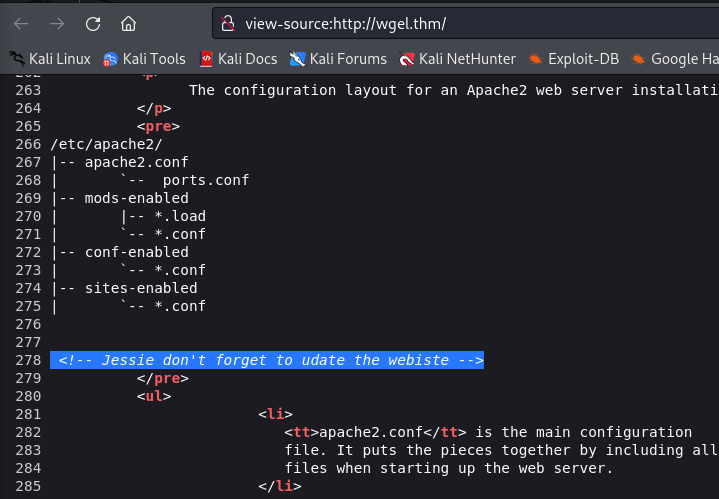 view-source:http://wgel.thm/
Kali Linux Kali Tools Kali Docs Kali Forums Kali NetHunter Exploit-DB Google Ha
262 <p>
263 The configuration layout for an Apache2 web server installati
264 </p>
265 <pre>
266 /etc/apache2/
267 |-- apache2.conf
268 | `-- ports.conf
269 |-- mods-enabled
270 | |-- *.load
271 | `-- *.conf
272 |-- conf-enabled
273 | `-- *.conf
274 |-- sites-enabled
275 | `-- *.conf
276
277
278 <!-- Jessie don't forget to udate the webiste -->
279 </pre>
280 <ul>
281 <li>
282 <tt>apache2.conf</tt> is the main configuration
283 file. It puts the pieces together by including all
284 files when starting up the web server.
285 </li>